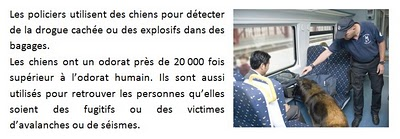 Les policiers utilisent des chiens pour détecter
de la drogue cachée ou des explosifs dans des
bagages.
Les chiens ont un odorat près de 20 000 fois
supérieur à l'odorat humain. Ils sont aussi
utilisés pour retrouver les personnes qu'elles
soient des fugitifs ou des victimes
d'avalanches ou de séismes.